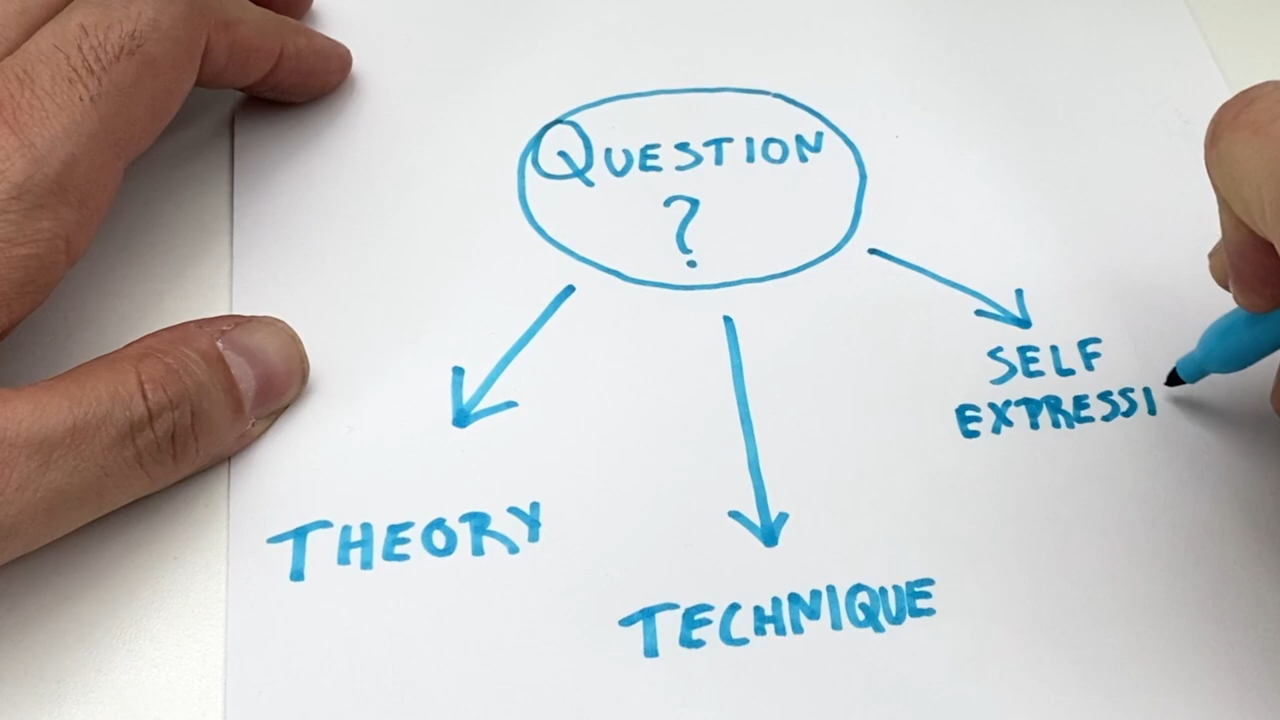 QUESTION
?
SELF
EXPRESSI
THEORY
TECHNIQUE